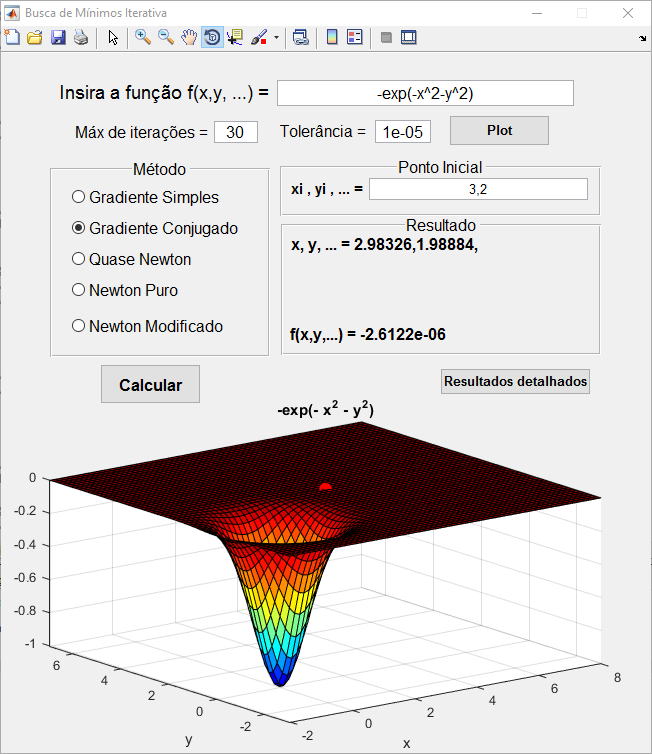 Busca de Mínimos Iterativa
Insira a função f(x,y, ...) = -exp(-x^2-y^2)
Máx de iterações = 30 Tolerância = 1e-05 Plot
Método
Gradiente Simples
Gradiente Conjugado
Quase Newton
Newton Puro
Newton Modificado
Ponto Inicial
xi , yi , ... = 3,2
Resultado
x, y, ... = 2.98326,1.98884,
f(x,y,...) = -2.6122e-06
Calcular
Resultados detalhados
-exp(- x² - y²)
0
-0.2
-0.4
-0.6
-0.8
-1
6
4
2
0
-2
y
-2
0
2
4
6
8
x